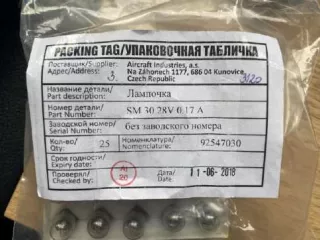 PACKING TAG/УПАКОВОЧНАЯ ТАБЛИЧКА
Поставщик/Supplier: Aircraft Industries, a.s.
Адрес/Address: Na Záhonech 1177, 686 04 Kunovice,
3. Czech Republic
Название детали/ Лампочка
Part description:
Номер детали/ SM 30 28V 0,17 A
Part Number:
Заводской номер/ без заводского номера
Serial number:
Кол-во/ 25 Номенклатура/ 92547030
Qty: Nomenclature:
Срок годности/
Expiry date:
Проверял/ Дата/ 11-06-2018
Checked by: Date: